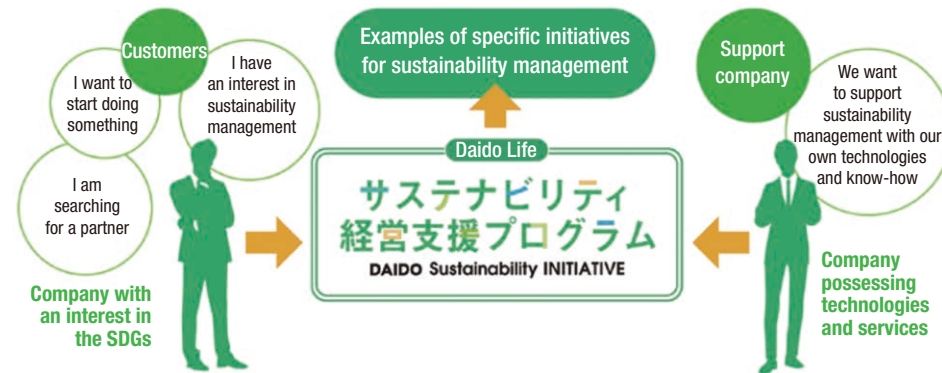 Customers
I want to
start doing
something
I have
an interest in
sustainability
management
I am
searching
for a partner
Company with
an interest in
the SDGs
Examples of specific initiatives
for sustainability management
Daido Life
サステナビリティ
経営支援プログラム
DAIDO Sustainability INITIATIVE
Support
company
We want
to support
sustainability
management with our
own technologies
and know-how
Company
possessing
technologies
and services